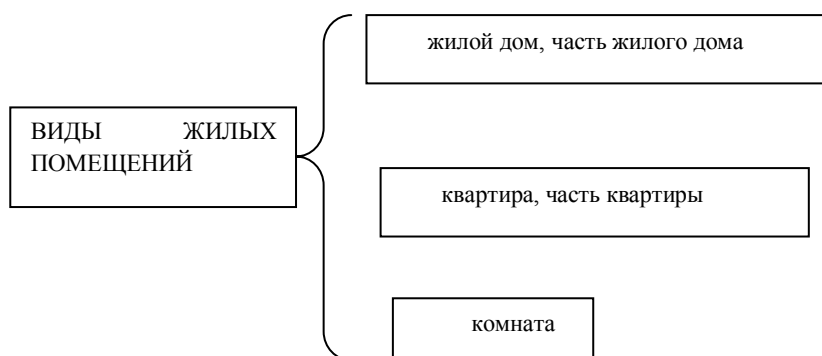 жилой дом, часть жилого дома
ВИДЫ ЖИЛЫХ
ПОМЕЩЕНИЙ
квартира, часть квартиры
комната